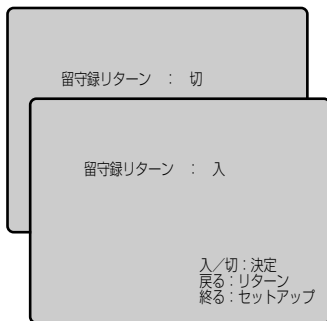 留守録リターン : 切
留守録リターン : 入
入／切：決定
戻る：リターン
終る：セットアップ